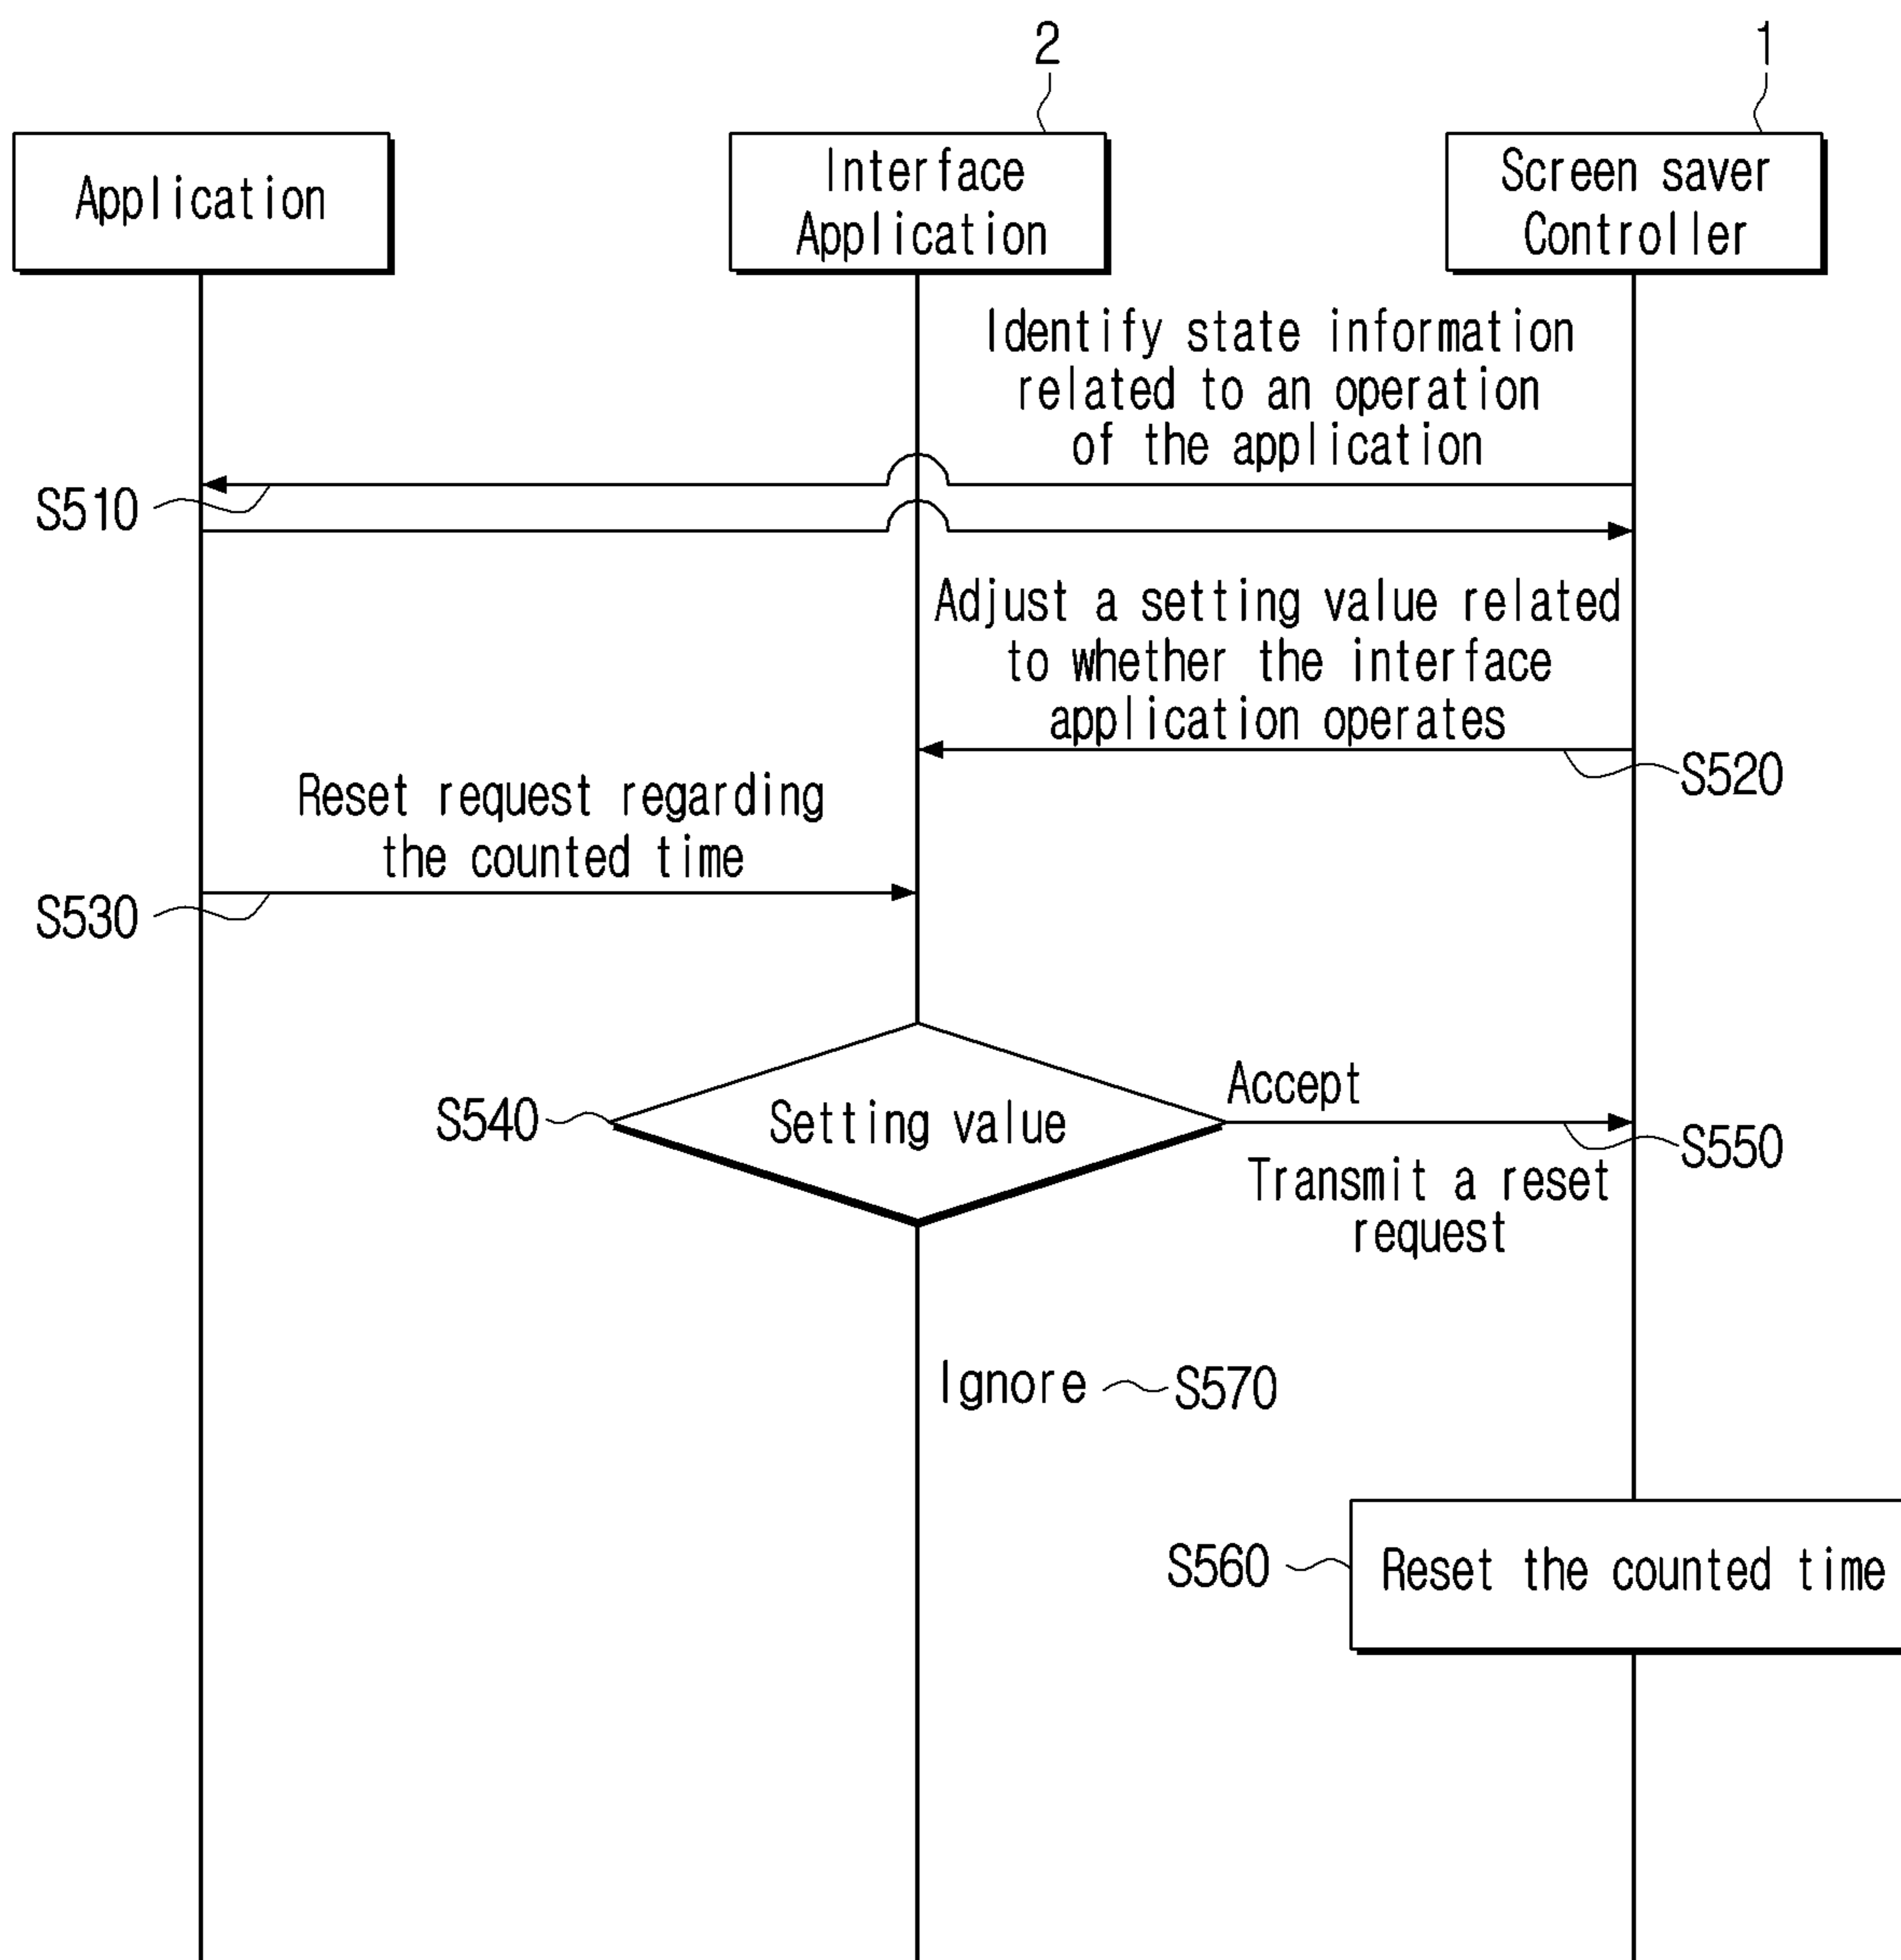 2
1
Application
Interface
Application
Screen saver
Controller
Identify state information
related to an operation
of the application
S510
Adjust a setting value related
to whether the interface
application operates
S520
Reset request regarding
the counted time
S530
S540
Setting value
Accept
S550
Transmit a reset
request
Ignore
S570
S560
Reset the counted time